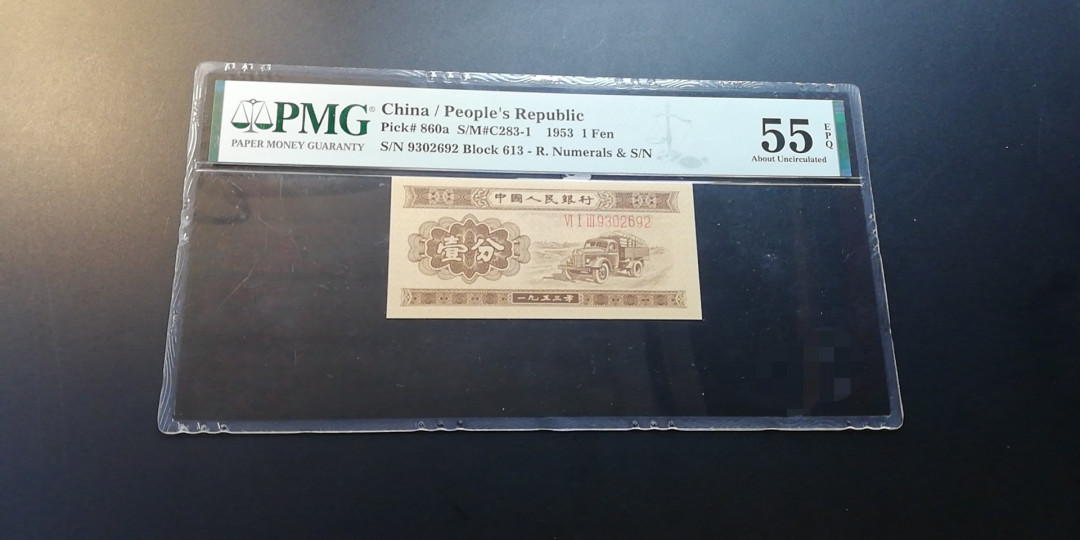 PMG®
PAPER MONEY GUARANTY
China / People's Republic
Pick# 860a S/M#C283-1 1953 1 Fen
S/N 9302692 Block 613 - R. Numerals & S/N
55 EPQ
About Uncirculated
中國人民銀行
VI I III 9302692
壹分
一九五三年